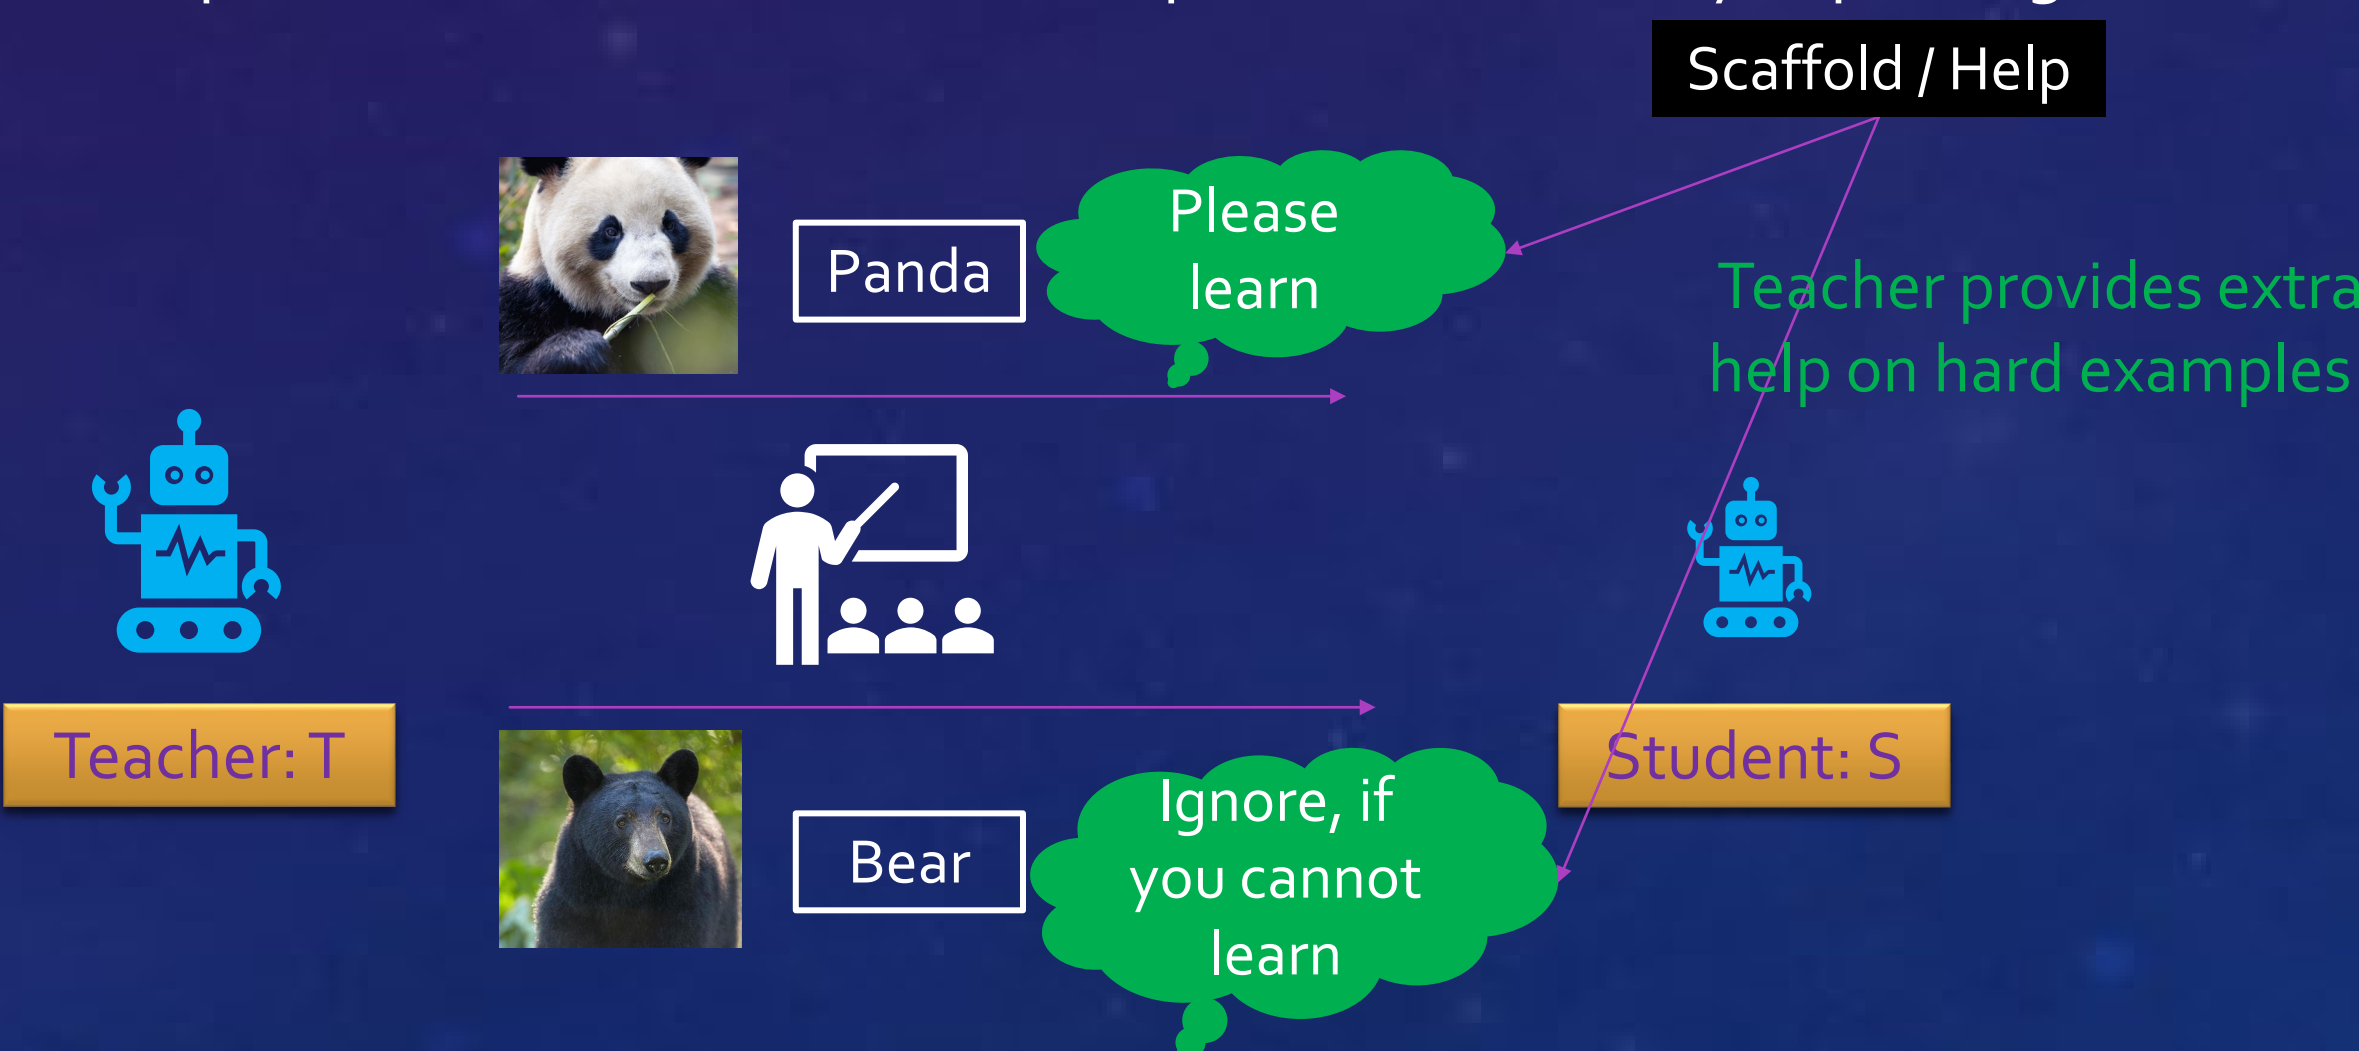 Scaffold / Help
Please
learn
Panda
Teacher provides extra
help on hard examples
Teacher: T
Student: S
Ignore, if
you cannot
learn
Bear